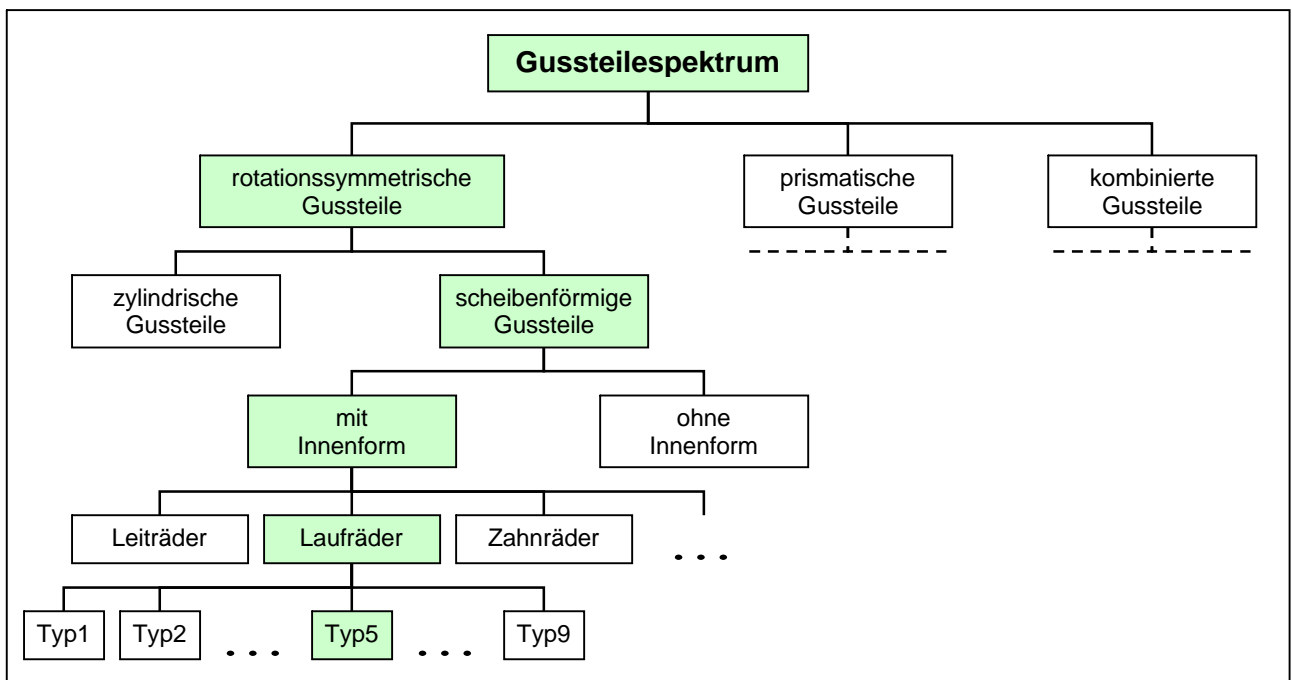 Gussteilespektrum
rotationssymmetrische
Gussteile
prismatische
Gussteile
kombinierte
Gussteile
zylindrische
Gussteile
scheibenförmige
Gussteile
mit
Innenform
ohne
Innenform
Leiträder
Laufräder
Zahnräder
. . .
Typ1
Typ2
. . .
Typ5
. . .
Typ9